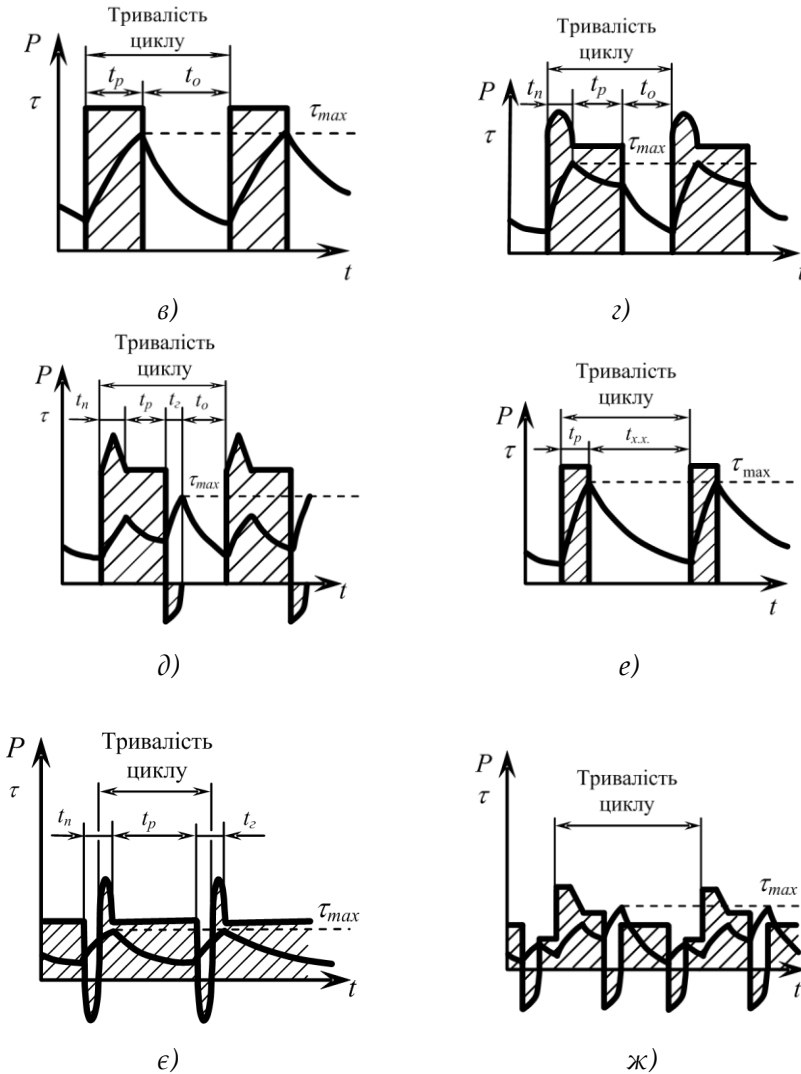 Тривалість
циклу
P
t_p
t_o
τ
τ_max
t
в)
Тривалість
циклу
P
t_n
t_p
t_o
τ
τ_max
t
г)
Тривалість
циклу
P
t_n
t_p
t_г
t_o
τ
τ_max
t
д)
Тривалість
циклу
P
t_p
t_х.х.
τ
τ_max
t
е)
Тривалість
циклу
P
τ
t_n
t_p
t_г
τ_max
t
є)
Тривалість
циклу
P
τ
τ_max
t
ж)